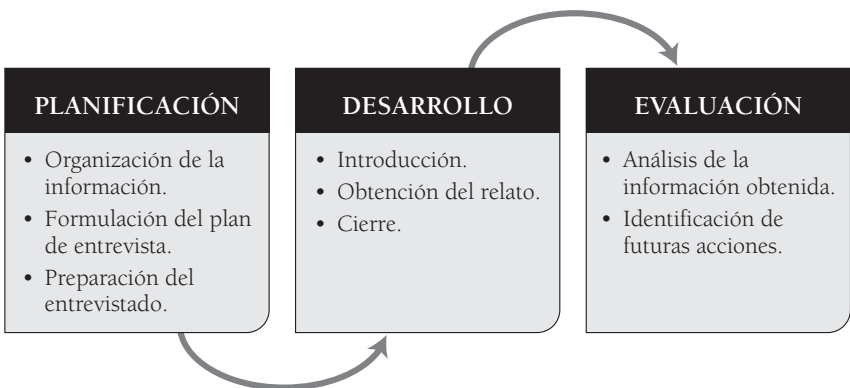 PLANIFICACIÓN
• Organización de la
información.
• Formulación del plan
de entrevista.
• Preparación del
entrevistado.
DESARROLLO
• Introducción.
• Obtención del relato.
• Cierre.
EVALUACIÓN
• Análisis de la
información obtenida.
• Identificación de
futuras acciones.